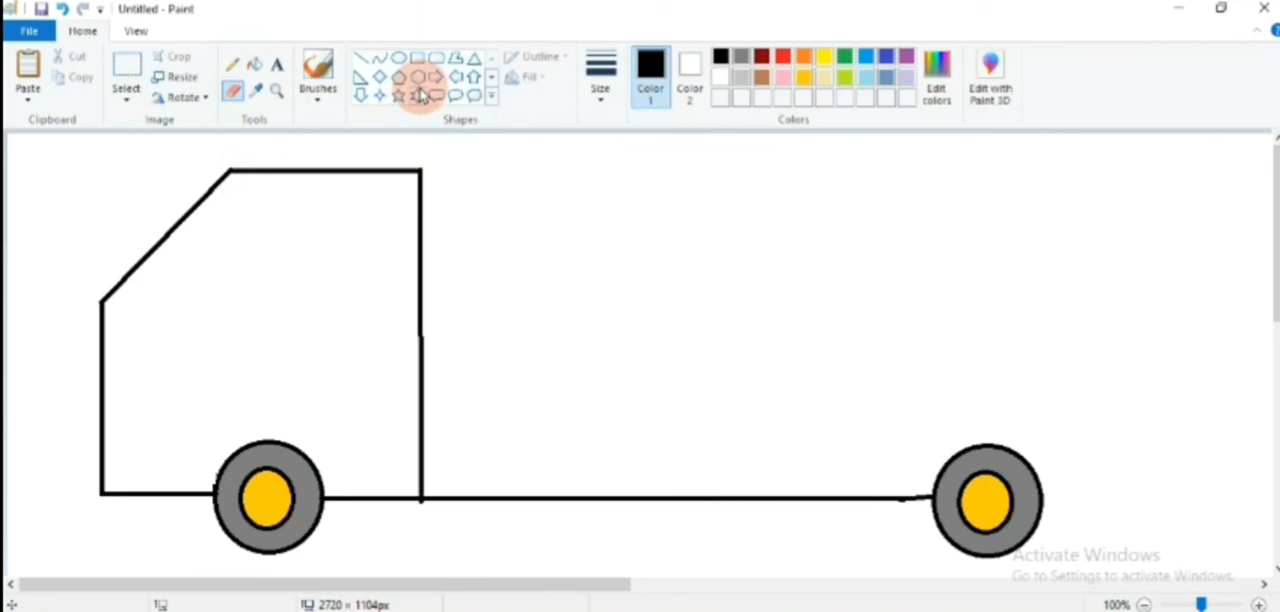 Untitled - Paint
File Home View
Cut
Copy
Paste
Clipboard
Crop
Resize
Rotate
Select
Image
Tools
Brushes
Shapes
Outline
Fill
Size
Color 1
Color 2
Colors
Edit colors
Edit with Paint 3D
Activate Windows
Go to Settings to activate Windows.
2720 × 1104px
100%